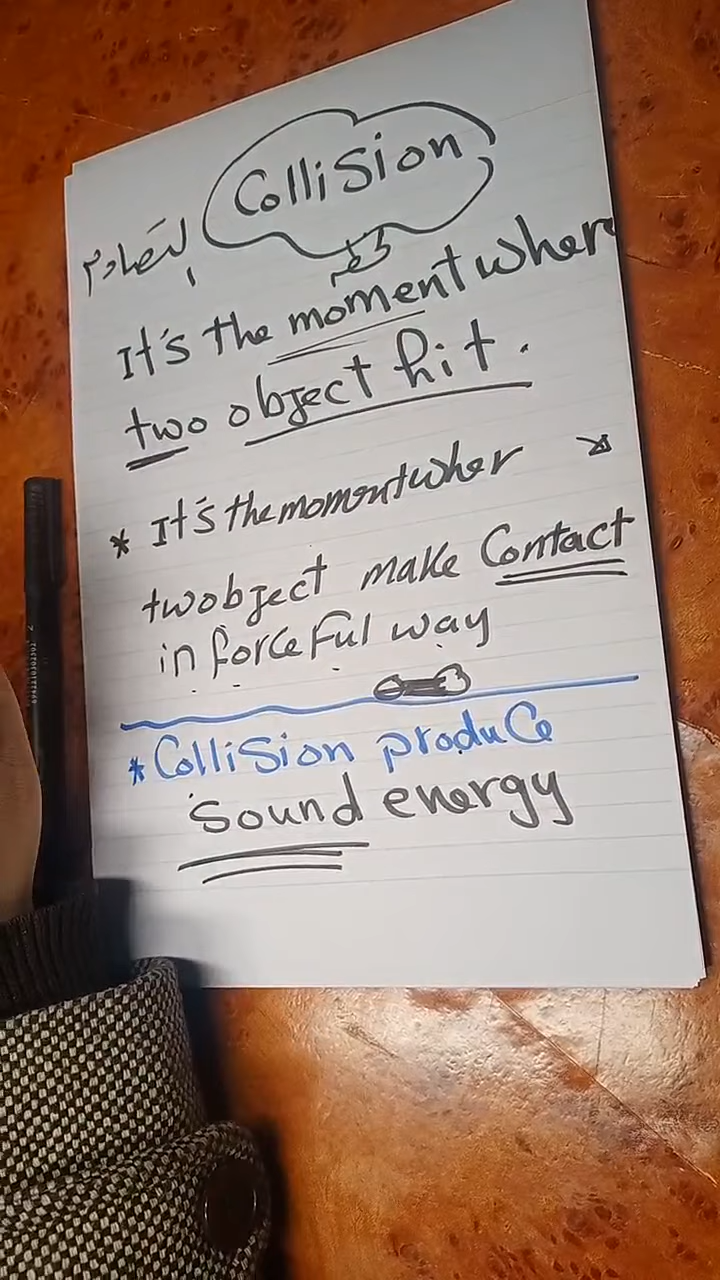 Collision
التصادم
It's the moment where
two object hit.
* It's the moment wher
two object make Contact
in forceful way
* Collision produce
sound energy